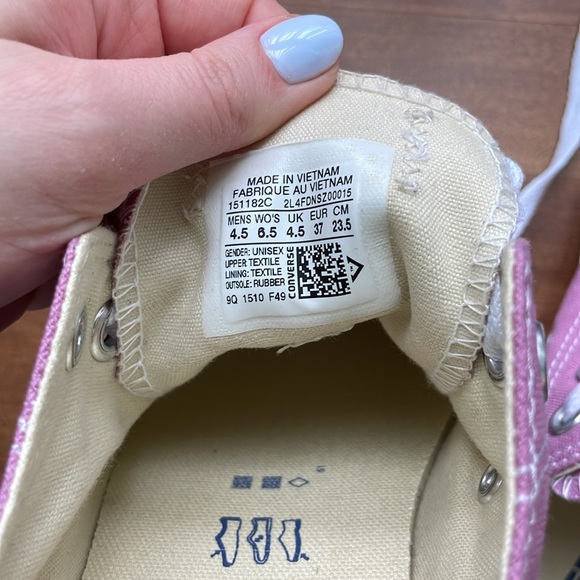 MADE IN VIETNAM
FABRIQUE AU VIETNAM
151182C 2L4FDNSZ00015
MENS WO'S UK EUR CM
4.5 6.5 4.5 37 23.5
GENDER: UNISEX
UPPER TEXTILE
LINING: TEXTILE
OUTSOLE: RUBBER
9Q 1510 F49
CONVERSE